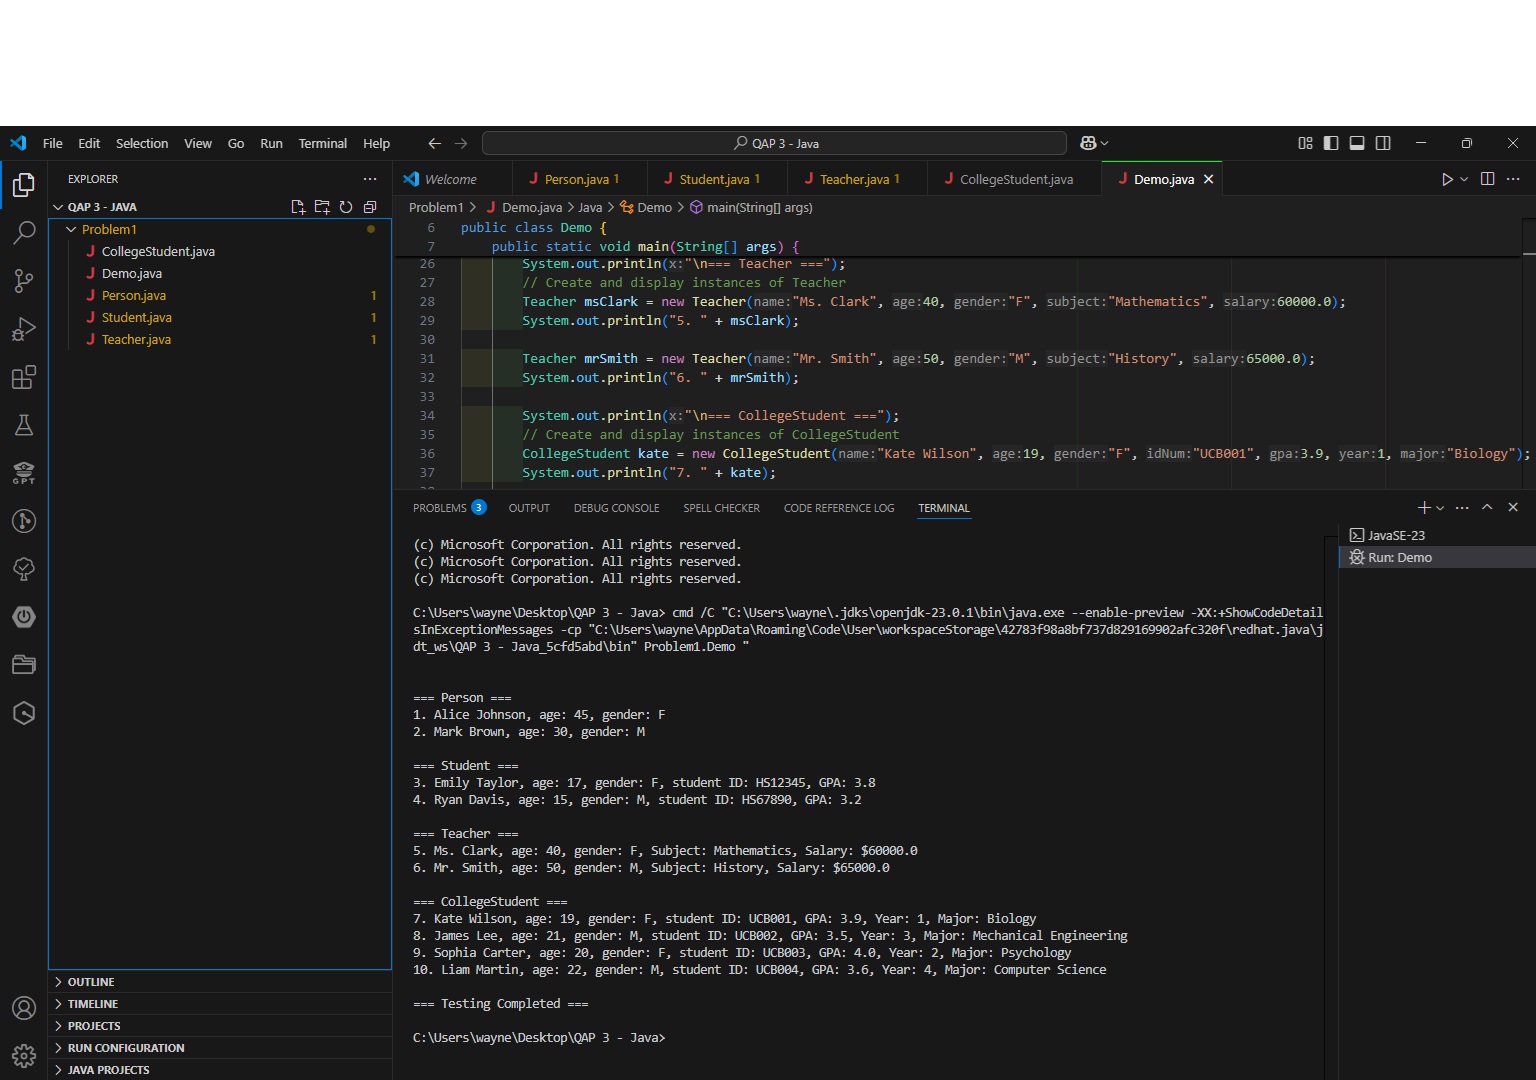 File Edit Selection View Go Run Terminal Help
QAP 3 - Java
EXPLORER
QAP 3 - JAVA
Problem1
CollegeStudent.java
Demo.java
Person.java 1
Student.java 1
Teacher.java 1
OUTLINE
TIMELINE
PROJECTS
RUN CONFIGURATION
JAVA PROJECTS
GPT
Welcome Person.java 1 Student.java 1 Teacher.java 1 CollegeStudent.java Demo.java
Problem1 > Demo.java > Java > Demo > main(String[] args)
6 public class Demo {
7 public static void main(String[] args) {
26 System.out.println(x:"\n=== Teacher ===");
27 // Create and display instances of Teacher
28 Teacher msClark = new Teacher(name:"Ms. Clark", age:40, gender:"F", subject:"Mathematics", salary:60000.0);
29 System.out.println("5. " + msClark);
30
31 Teacher mrSmith = new Teacher(name:"Mr. Smith", age:50, gender:"M", subject:"History", salary:65000.0);
32 System.out.println("6. " + mrSmith);
33
34 System.out.println(x:"\n=== CollegeStudent ===");
35 // Create and display instances of CollegeStudent
36 CollegeStudent kate = new CollegeStudent(name:"Kate Wilson", age:19, gender:"F", idNum:"UCB001", gpa:3.9, year:1, major:"Biology");
37 System.out.println("7. " + kate);
PROBLEMS 3 OUTPUT DEBUG CONSOLE SPELL CHECKER CODE REFERENCE LOG TERMINAL
JavaSE-23
Run: Demo
(c) Microsoft Corporation. All rights reserved.
(c) Microsoft Corporation. All rights reserved.
(c) Microsoft Corporation. All rights reserved.
C:\Users\wayne\Desktop\QAP 3 - Java> cmd /C "C:\Users\wayne\.jdks\openjdk-23.0.1\bin\java.exe --enable-preview -XX:+ShowCodeDetail
sInExceptionMessages -cp "C:\Users\wayne\AppData\Roaming\Code\User\workspaceStorage\42783f98a8bf737d829169902afc320f\redhat.java\j
dt_ws\QAP 3 - Java_5cfd5abd\bin" Problem1.Demo "
=== Person ===
1. Alice Johnson, age: 45, gender: F
2. Mark Brown, age: 30, gender: M
=== Student ===
3. Emily Taylor, age: 17, gender: F, student ID: HS12345, GPA: 3.8
4. Ryan Davis, age: 15, gender: M, student ID: HS67890, GPA: 3.2
=== Teacher ===
5. Ms. Clark, age: 40, gender: F, Subject: Mathematics, Salary: $60000.0
6. Mr. Smith, age: 50, gender: M, Subject: History, Salary: $65000.0
=== CollegeStudent ===
7. Kate Wilson, age: 19, gender: F, student ID: UCB001, GPA: 3.9, Year: 1, Major: Biology
8. James Lee, age: 21, gender: M, student ID: UCB002, GPA: 3.5, Year: 3, Major: Mechanical Engineering
9. Sophia Carter, age: 20, gender: F, student ID: UCB003, GPA: 4.0, Year: 2, Major: Psychology
10. Liam Martin, age: 22, gender: M, student ID: UCB004, GPA: 3.6, Year: 4, Major: Computer Science
=== Testing Completed ===
C:\Users\wayne\Desktop\QAP 3 - Java>